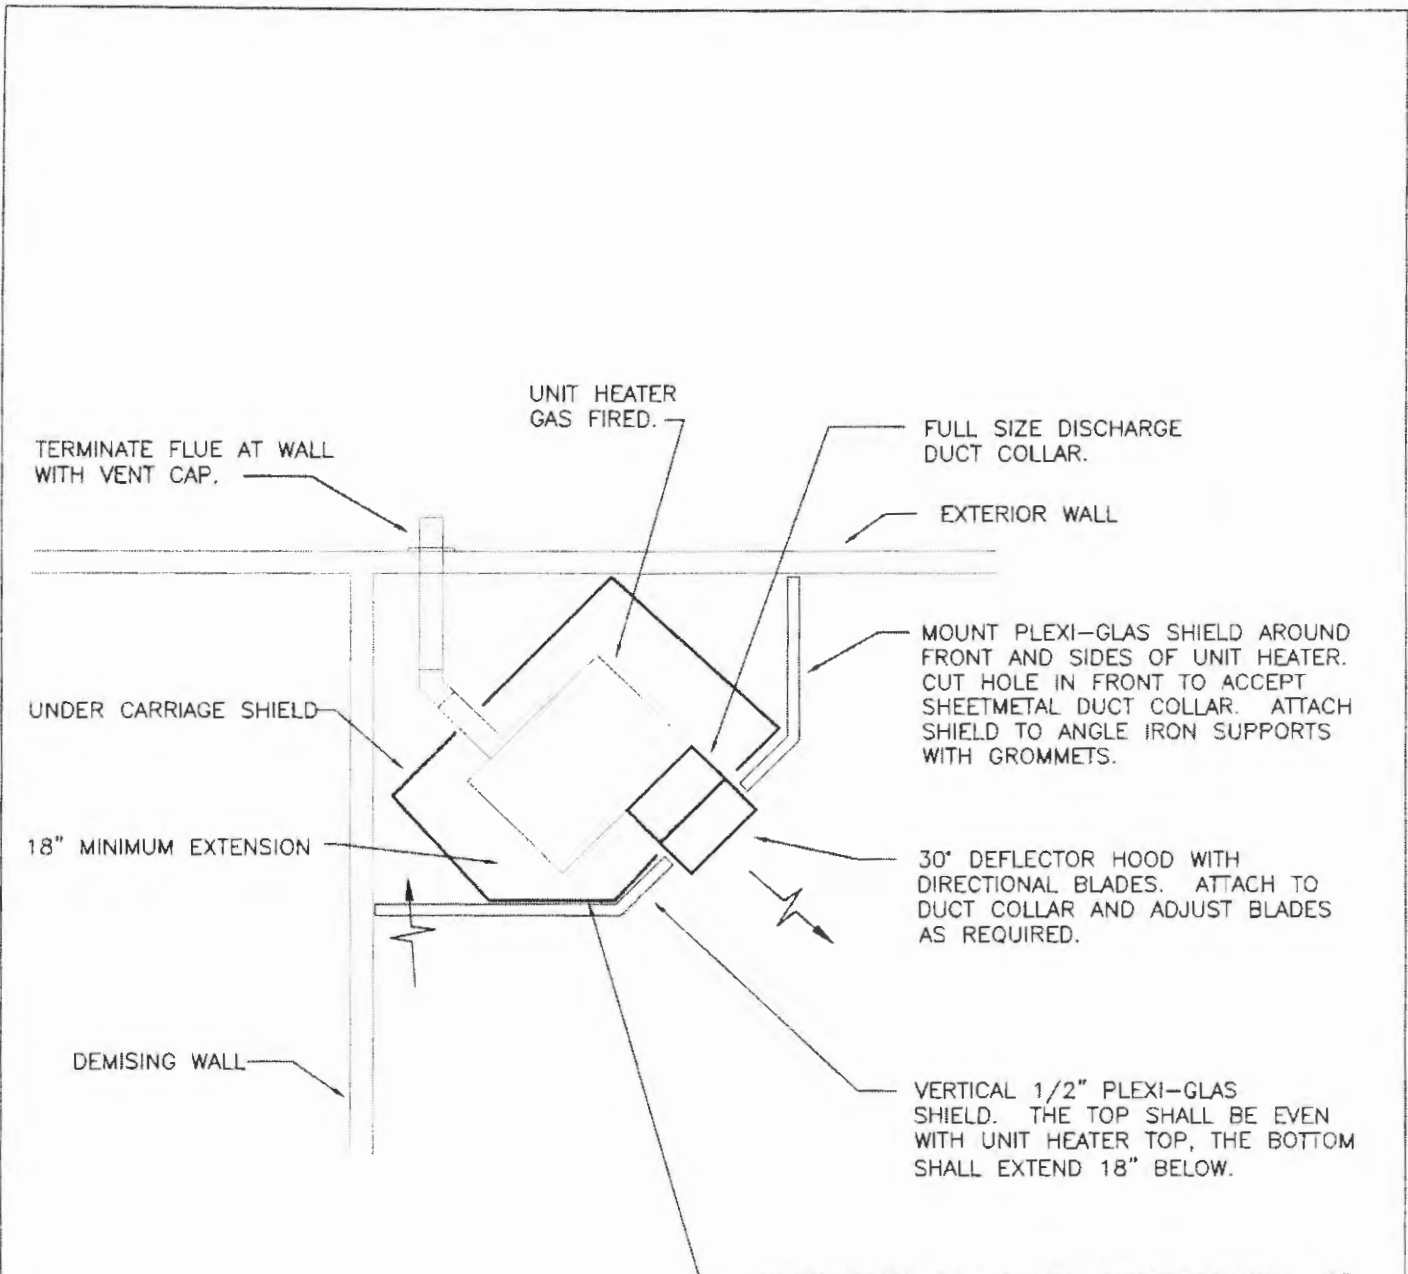 UNIT HEATER
GAS FIRED.
FULL SIZE DISCHARGE
DUCT COLLAR.
TERMINATE FLUE AT WALL
WITH VENT CAP.
EXTERIOR WALL
MOUNT PLEXI-GLAS SHIELD AROUND
FRONT AND SIDES OF UNIT HEATER.
CUT HOLE IN FRONT TO ACCEPT
SHEETMETAL DUCT COLLAR. ATTACH
SHIELD TO ANGLE IRON SUPPORTS
WITH GROMMETS.
UNDER CARRIAGE SHIELD
18" MINIMUM EXTENSION
30° DEFLECTOR HOOD WITH
DIRECTIONAL BLADES. ATTACH TO
DUCT COLLAR AND ADJUST BLADES
AS REQUIRED.
DEMISING WALL
VERTICAL 1/2" PLEXI-GLAS
SHIELD. THE TOP SHALL BE EVEN
WITH UNIT HEATER TOP, THE BOTTOM
SHALL EXTEND 18" BELOW.